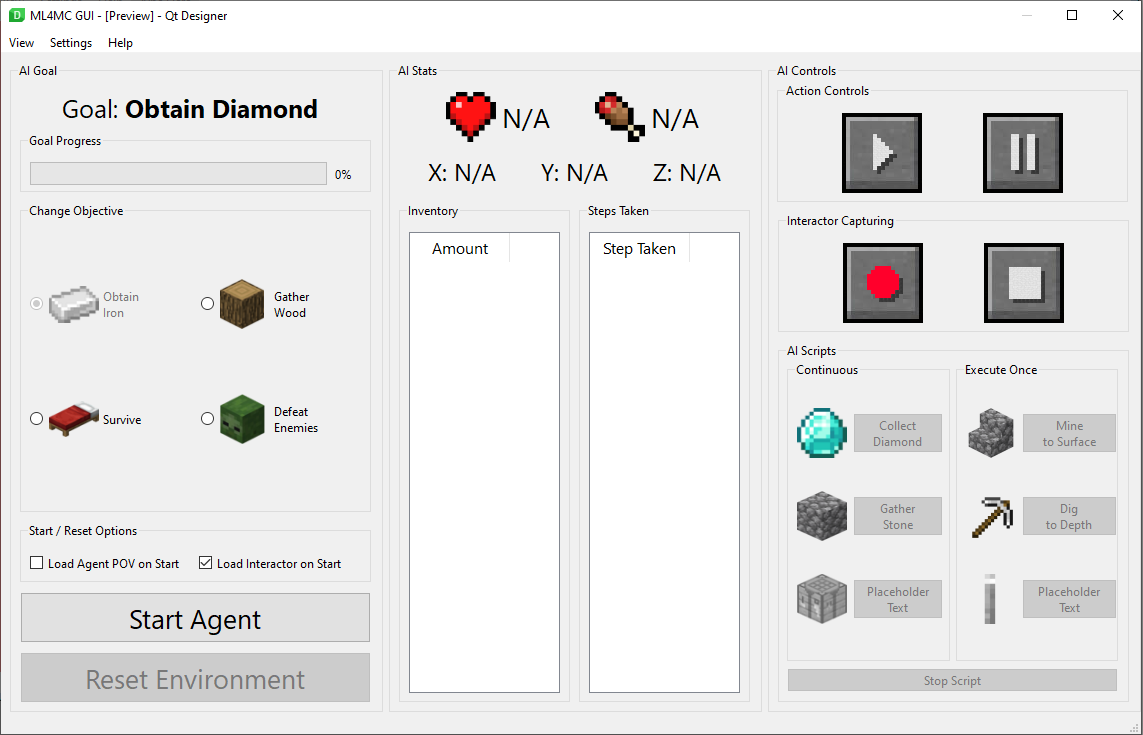 ML4MC GUI - [Preview] - Qt Designer
View Settings Help
AI Goal
Goal: Obtain Diamond
Goal Progress
0%
Change Objective
Obtain
Iron
Gather
Wood
Survive
Defeat
Enemies
Start / Reset Options
Load Agent POV on Start
Load Interactor on Start
Start Agent
Reset Environment
AI Stats
N/A
N/A
X: N/A
Y: N/A
Z: N/A
Inventory
Amount
Steps Taken
Step Taken
AI Controls
Action Controls
Interactor Capturing
AI Scripts
Continuous
Collect
Diamond
Gather
Stone
Placeholder
Text
Execute Once
Mine
to Surface
Dig
to Depth
Placeholder
Text
Stop Script